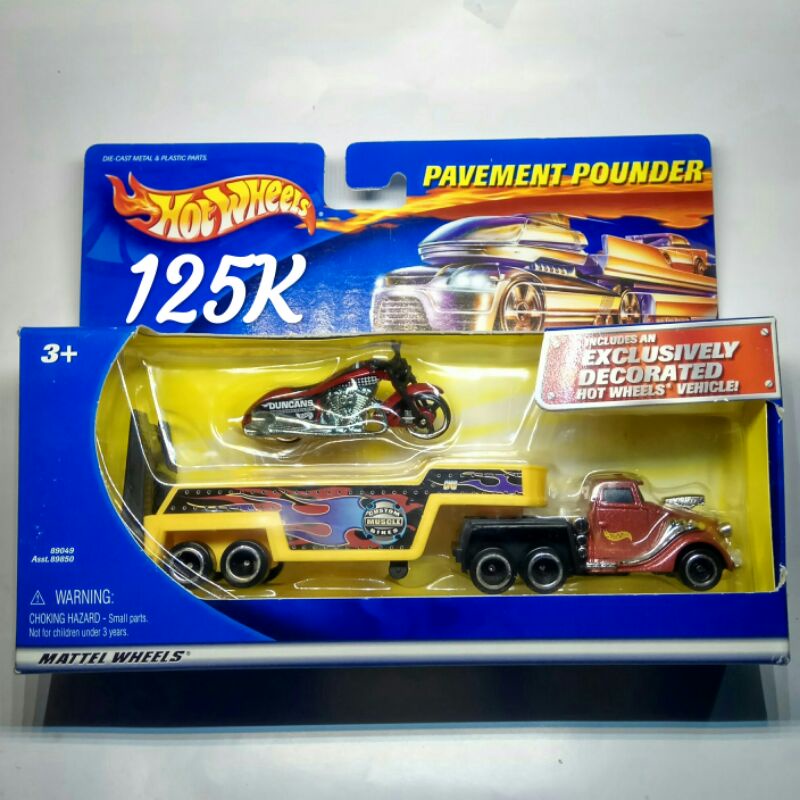 DIE-CAST METAL & PLASTIC PARTS.
HOT WHEELS
PAVEMENT POUNDER
125K
3+
INCLUDES AN
EXCLUSIVELY
DECORATED
HOT WHEELS® VEHICLE!
DUNCANS
CUSTOM
MUSCLE
BIKES
89049
Asst. 89850
⚠ WARNING:
CHOKING HAZARD - Small parts.
Not for children under 3 years.
MATTEL WHEELS®